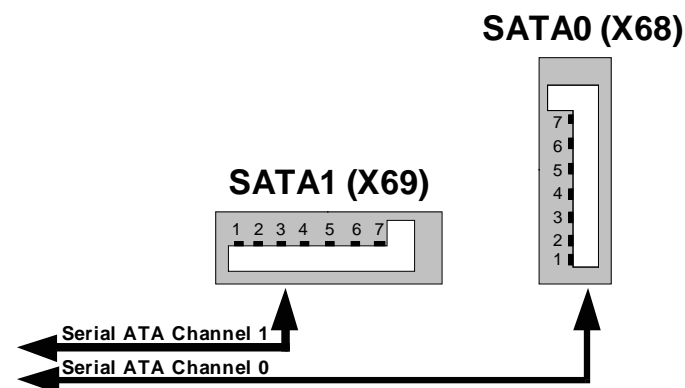 SATA0 (X68)
7
6
5
4
3
2
1
SATA1 (X69)
1 2 3 4 5 6 7
Serial ATA Channel 1
Serial ATA Channel 0